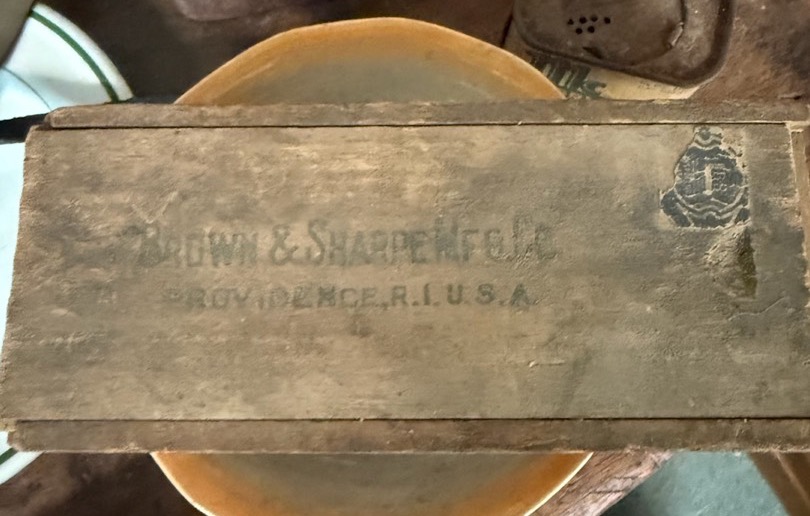 BROWN & SHARPE MFG. CO.
PROVIDENCE, R.I. U.S.A.